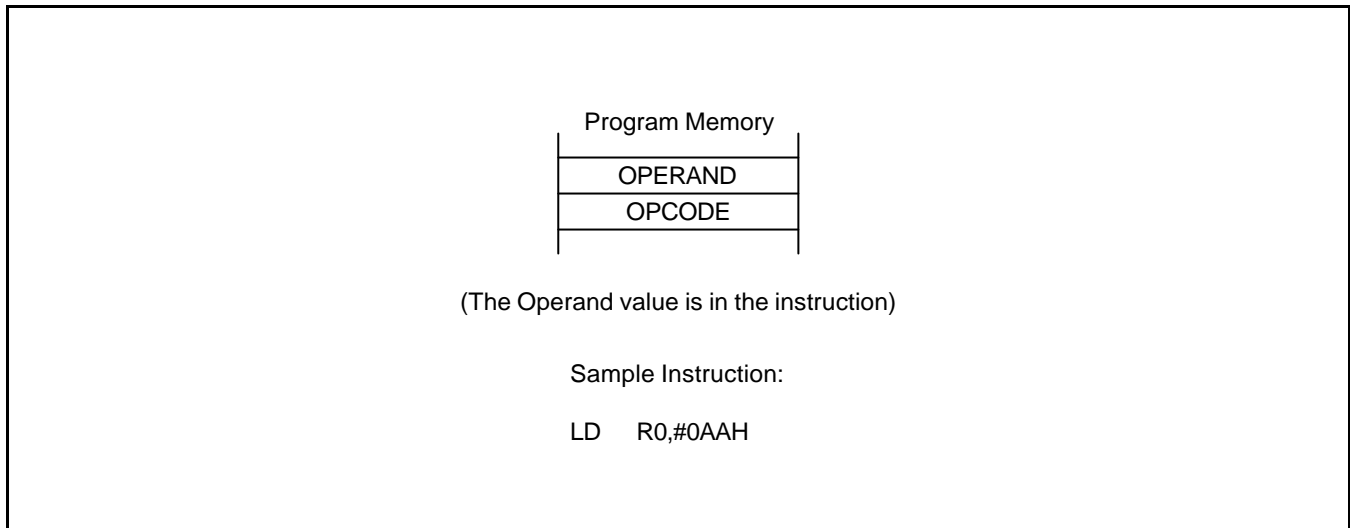 Program Memory
OPERAND
OPCODE
(The Operand value is in the instruction)
Sample Instruction:
LD R0,#0AAH